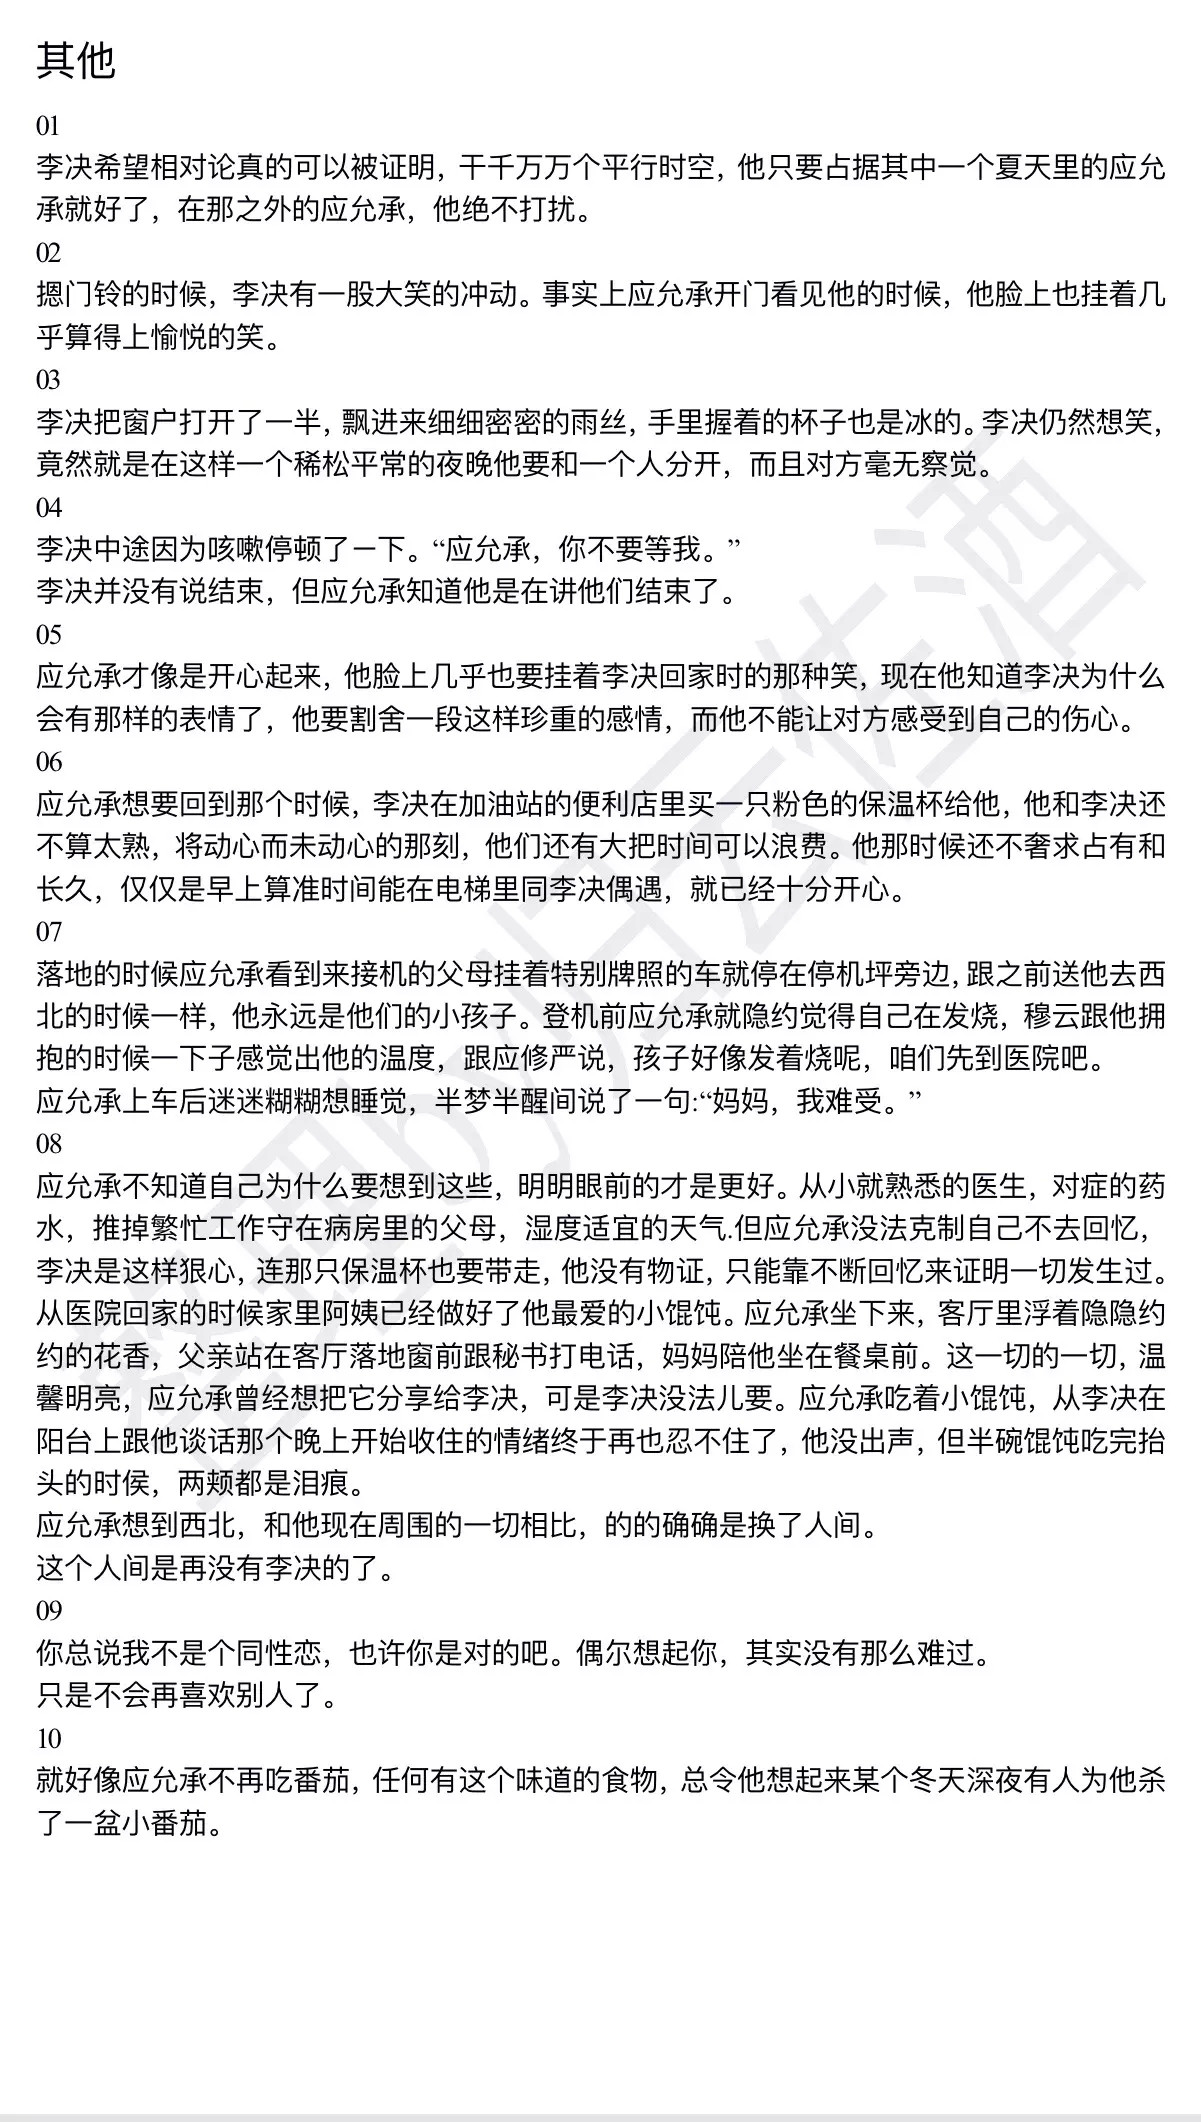 其他
01
李决希望相对论真的可以被证明，干千万万个平行时空，他只要占据其中一个夏天里的应允
承就好了，在那之外的应允承，他绝不打扰。
02
摁门铃的时候，李决有一股大笑的冲动。事实上应允承开门看见他的时候，他脸上也挂着几
乎算得上愉悦的笑。
03
李决把窗户打开了一半，飘进来细细密密的雨丝，手里握着的杯子也是冰的。李决仍然想笑，
竟然就是在这样一个稀松平常的夜晚他要和一个人分开，而且对方毫无察觉。
04
李决中途因为咳嗽停顿了一下。“应允承，你不要等我。”
李决并没有说结束，但应允承知道他是在讲他们结束了。
05
应允承才像是开心起来，他脸上几乎也要挂着李决回家时的那种笑，现在他知道李决为什么
会有那样的表情了，他要割舍一段这样珍重的感情，而他不能让对方感受到自己的伤心。
06
应允承想要回到那个时候，李决在加油站的便利店里买一只粉色的保温杯给他，他和李决还
不算太熟，将动心而未动心的那刻，他们还有大把时间可以浪费。他那时候还不奢求占有和
长久，仅仅是早上算准时间能在电梯里同李决偶遇，就已经十分开心。
07
落地的时候应允承看到来接机的父母挂着特别牌照的车就停在停机坪旁边，跟之前送他去西
北的时候一样，他永远是他们的小孩子。登机前应允承就隐约觉得自己在发烧，穆云跟他拥
抱的时候一下子感觉出他的温度，跟应修严说，孩子好像发着烧呢，咱们先到医院吧。
应允承上车后迷迷糊糊想睡觉，半梦半醒间说了一句:“妈妈，我难受。”
08
应允承不知道自己为什么要想到这些，明明眼前的才是更好。从小就熟悉的医生，对症的药
水，推掉繁忙工作守在病房里的父母，湿度适宜的天气.但应允承没法克制自己不去回忆，
李决是这样狠心，连那只保温杯也要带走，他没有物证，只能靠不断回忆来证明一切发生过。
从医院回家的时候家里阿姨已经做好了他最爱的小馄饨。应允承坐下来，客厅里浮着隐隐约
约的花香，父亲站在客厅落地窗前跟秘书打电话，妈妈陪他坐在餐桌前。这一切的一切，温
馨明亮，应允承曾经想把它分享给李决，可是李决没法儿要。应允承吃着小馄饨，从李决在
阳台上跟他谈话那个晚上开始收住的情绪终于再也忍不住了，他没出声，但半碗馄饨吃完抬
头的时候，两颊都是泪痕。
应允承想到西北，和他现在周围的一切相比，的的确确是换了人间。
这个人间是再没有李决的了。
09
你总说我不是个同性恋，也许你是对的吧。偶尔想起你，其实没有那么难过。
只是不会再喜欢别人了。
10
就好像应允承不再吃番茄，任何有这个味道的食物，总令他想起来某个冬天深夜有人为他杀
了一盆小番茄。
整理by归云佐酒